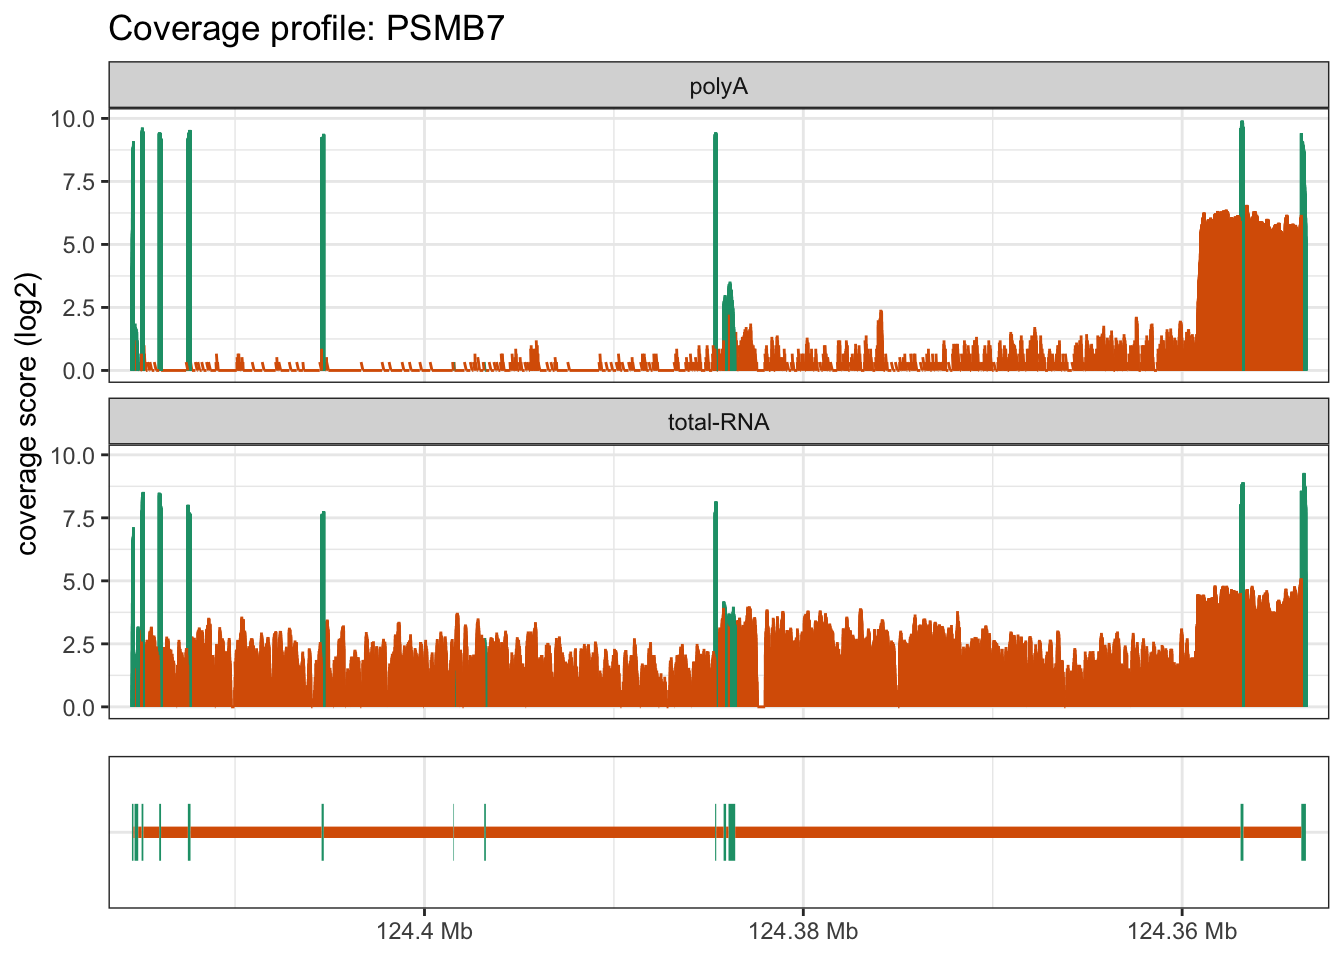 Coverage profile: PSMB7
polyA
10.0
7.5
5.0
2.5
0.0
total-RNA
10.0
7.5
5.0
2.5
0.0
coverage score (log2)
124.4 Mb
124.38 Mb
124.36 Mb